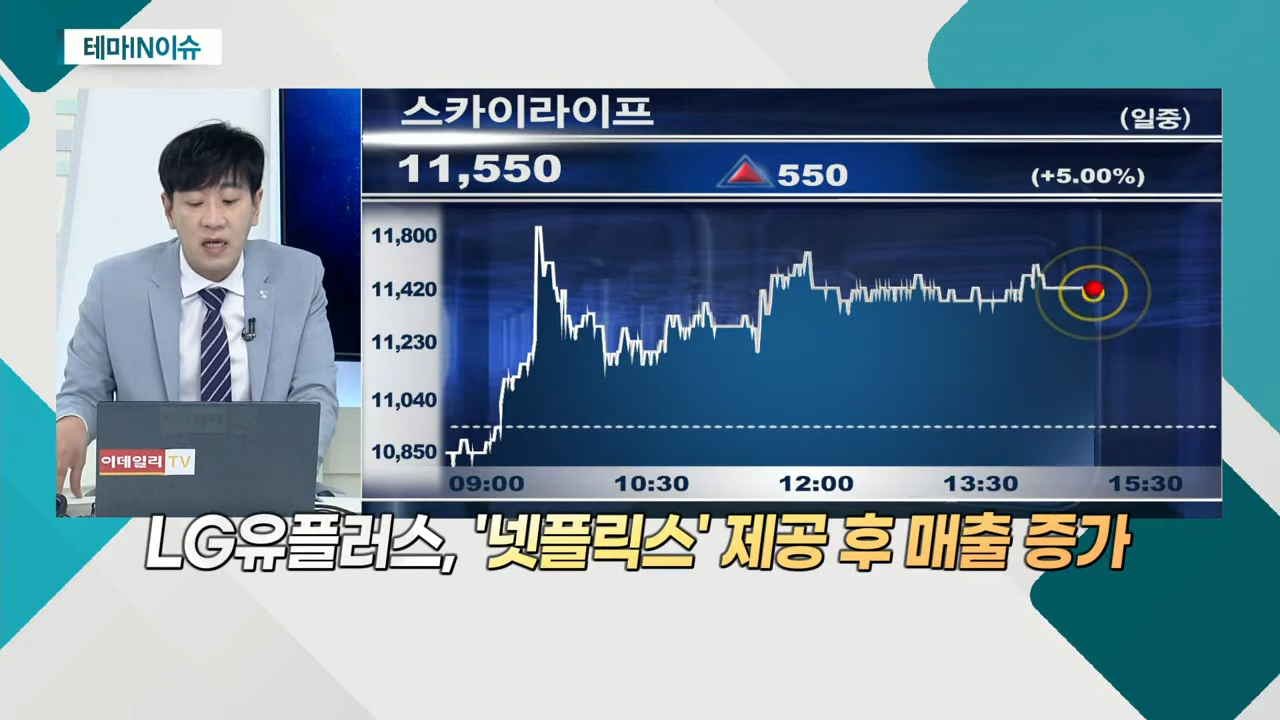 테마IN이슈
스카이라이프
(일중)
11,550
550
(+5.00%)
11,800
11,420
11,230
11,040
10,850
09:00
10:30
12:00
13:30
15:30
이데일리TV
LG유플러스, '넷플릭스' 제공 후 매출 증가